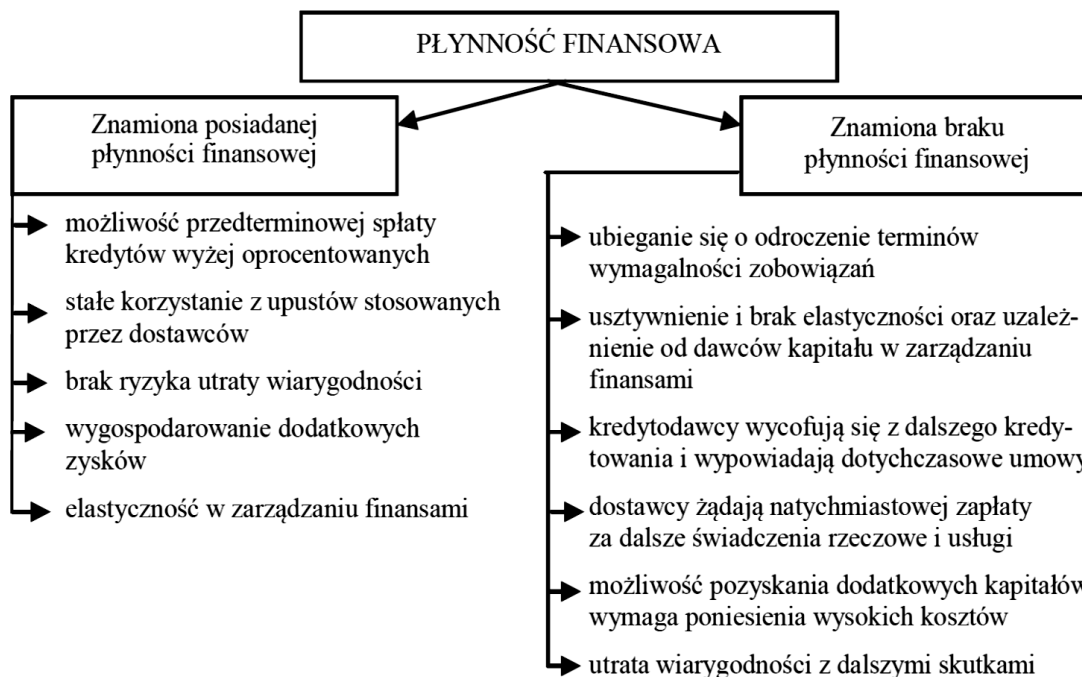 PŁYNNOŚĆ FINANSOWA
Znamiona posiadanej
płynności finansowej
możliwość przedterminowej spłaty
kredytów wyżej oprocentowanych
stałe korzystanie z upustów stosowanych
przez dostawców
brak ryzyka utraty wiarygodności
wygospodarowanie dodatkowych
zysków
elastyczność w zarządzaniu finansami
Znamiona braku
płynności finansowej
ubieganie się o odroczenie terminów
wymagalności zobowiązań
usztywnienie i brak elastyczności oraz uzależ-
nienie od dawców kapitału w zarządzaniu
finansami
kredytodawcy wycofują się z dalszego kredy-
towania i wypowiadają dotychczasowe umowy
dostawcy żądają natychmiastowej zapłaty
za dalsze świadczenia rzeczowe i usługi
możliwość pozyskania dodatkowych kapitałów
wymaga poniesienia wysokich kosztów
utrata wiarygodności z dalszymi skutkami